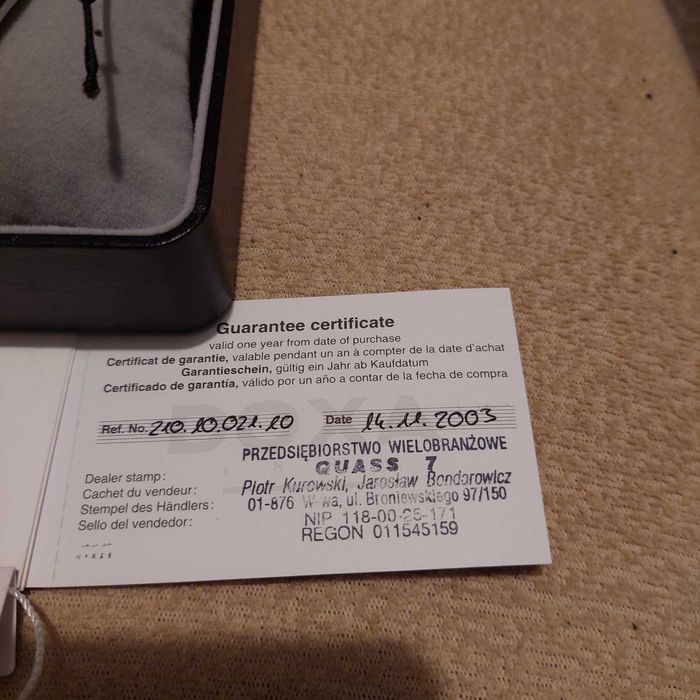 Guarantee certificate
valid one year from date of purchase
Certificat de garantie, valable pendant un an à compter de la date d'achat
Garantieschein, gültig ein Jahr ab Kaufdatum
Certificado de garantía, válido por un año a contar de la fecha de compra
DOXA
Ref. No. 210.10.021.10 Date 14.11.2003
PRZEDSIĘBIORSTWO WIELOBRANŻOWE
QUASS 7
Dealer stamp: Piotr Kurowski, Jarosław Bondarowicz
Cachet du vendeur: 01-876 W-wa, ul. Broniewskiego 97/150
Stempel des Händlers: NIP 118-00-25-171
Sello del vendedor: REGON 011545159